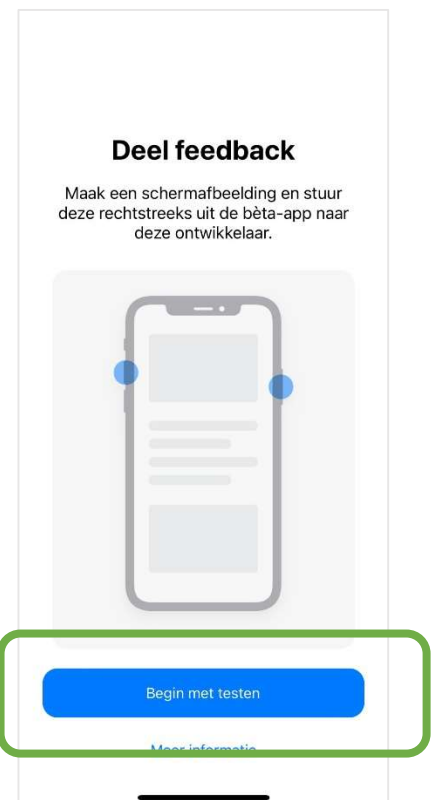 Deel feedback
Maak een schermafbeelding en stuur
deze rechtstreeks uit de bèta-app naar
deze ontwikkelaar.
Begin met testen
Meer informatie